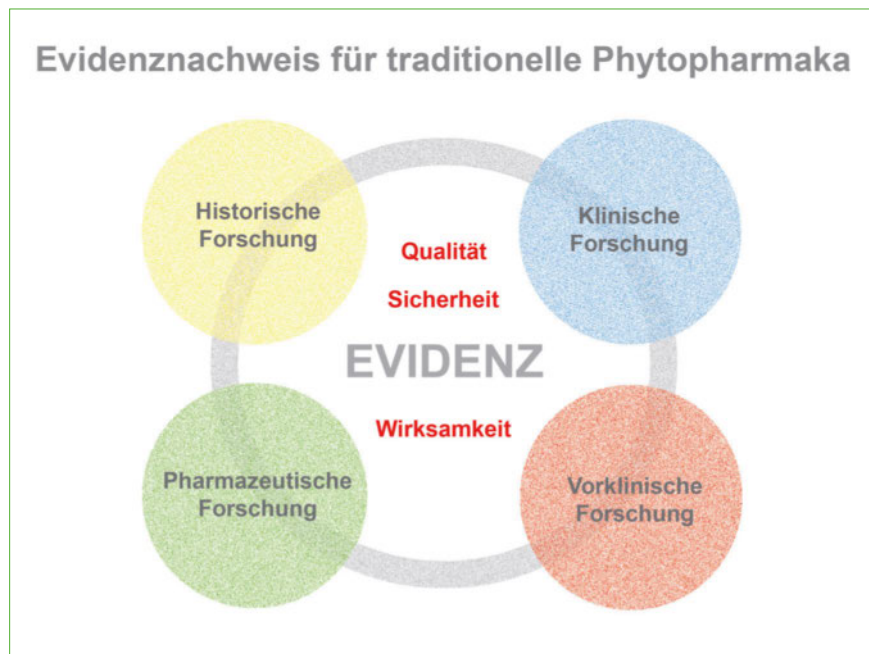 Evidenznachweis für traditionelle Phytopharmaka
Historische
Forschung
Klinische
Forschung
Qualität
Sicherheit
EVIDENZ
Wirksamkeit
Pharmazeutische
Forschung
Vorklinische
Forschung